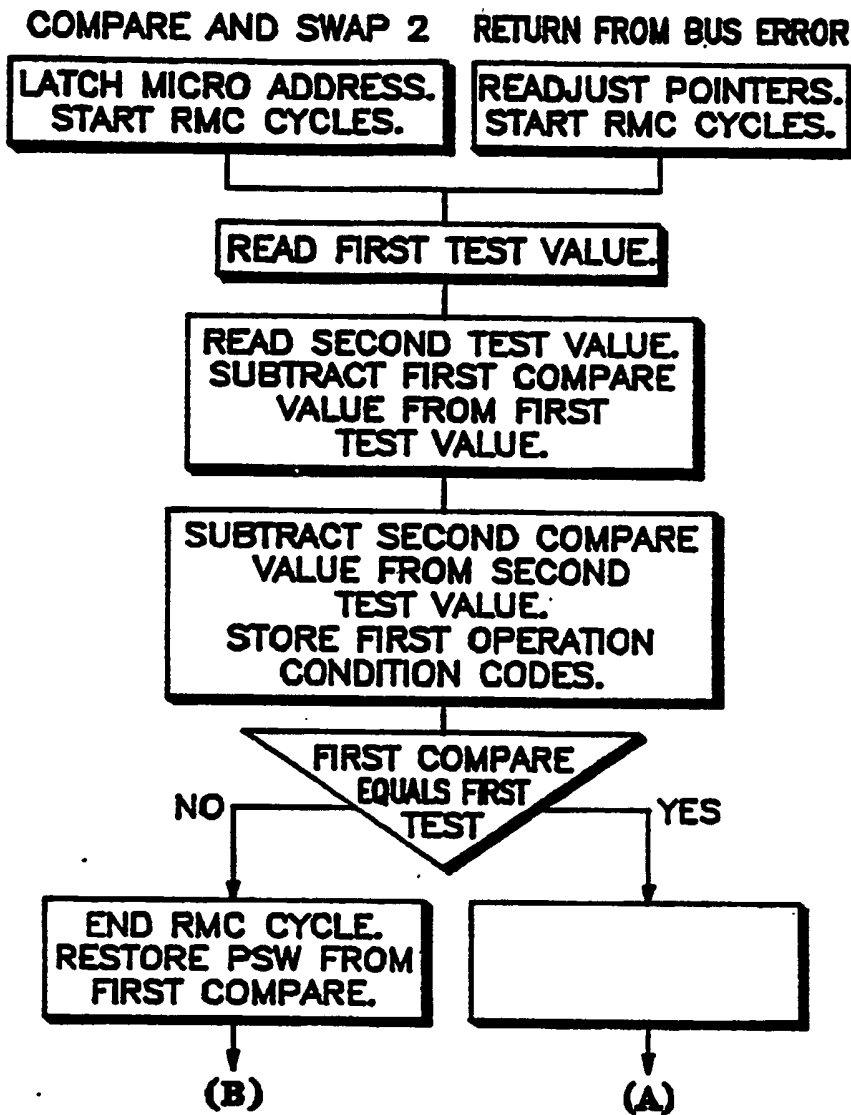 COMPARE AND SWAP 2
RETURN FROM BUS ERROR
LATCH MICRO ADDRESS.
START RMC CYCLES.
READJUST POINTERS.
START RMC CYCLES.
READ FIRST TEST VALUE.
READ SECOND TEST VALUE.
SUBTRACT FIRST COMPARE
VALUE FROM FIRST
TEST VALUE.
SUBTRACT SECOND COMPARE
VALUE FROM SECOND
TEST VALUE.
STORE FIRST OPERATION
CONDITION CODES.
FIRST COMPARE
EQUALS FIRST
TEST
NO
YES
END RMC CYCLE.
RESTORE PSW FROM
FIRST COMPARE.
(B)
(A)